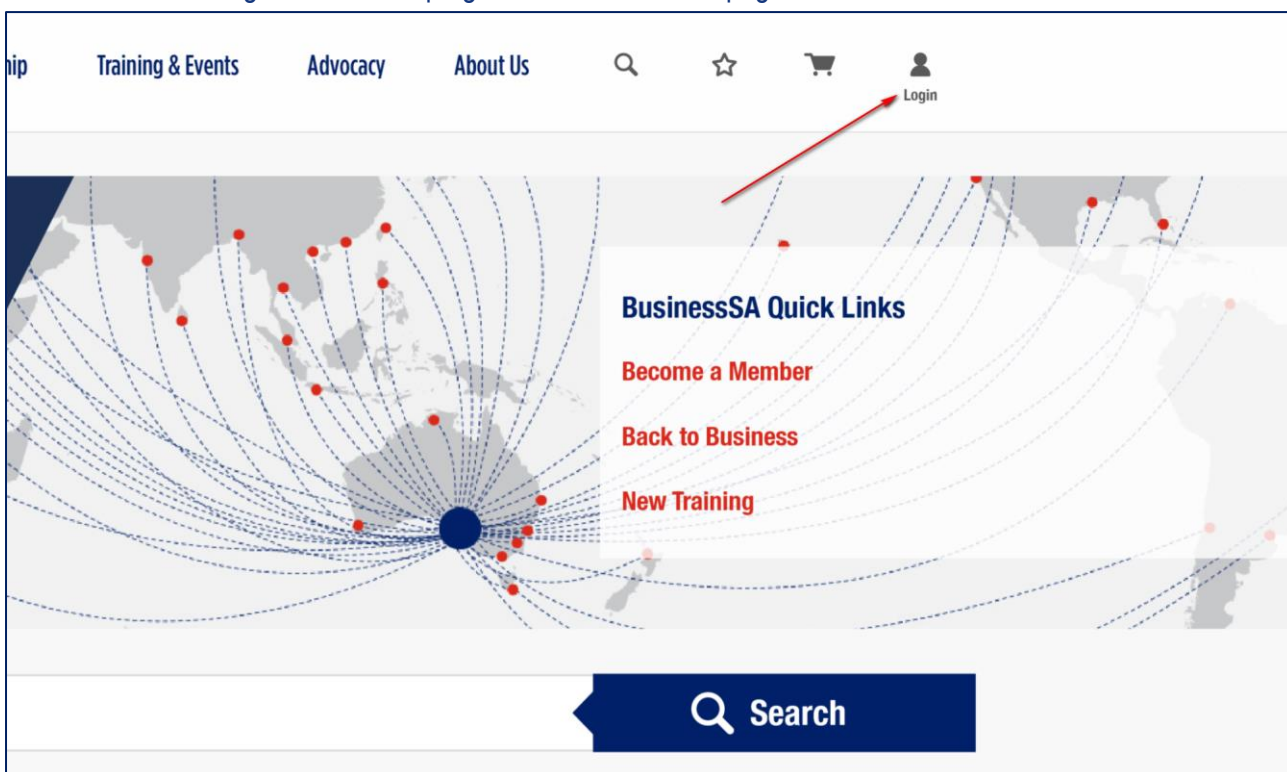 Training & Events Advocacy About Us
Login
BusinessSA Quick Links
Become a Member
Back to Business
New Training
Search